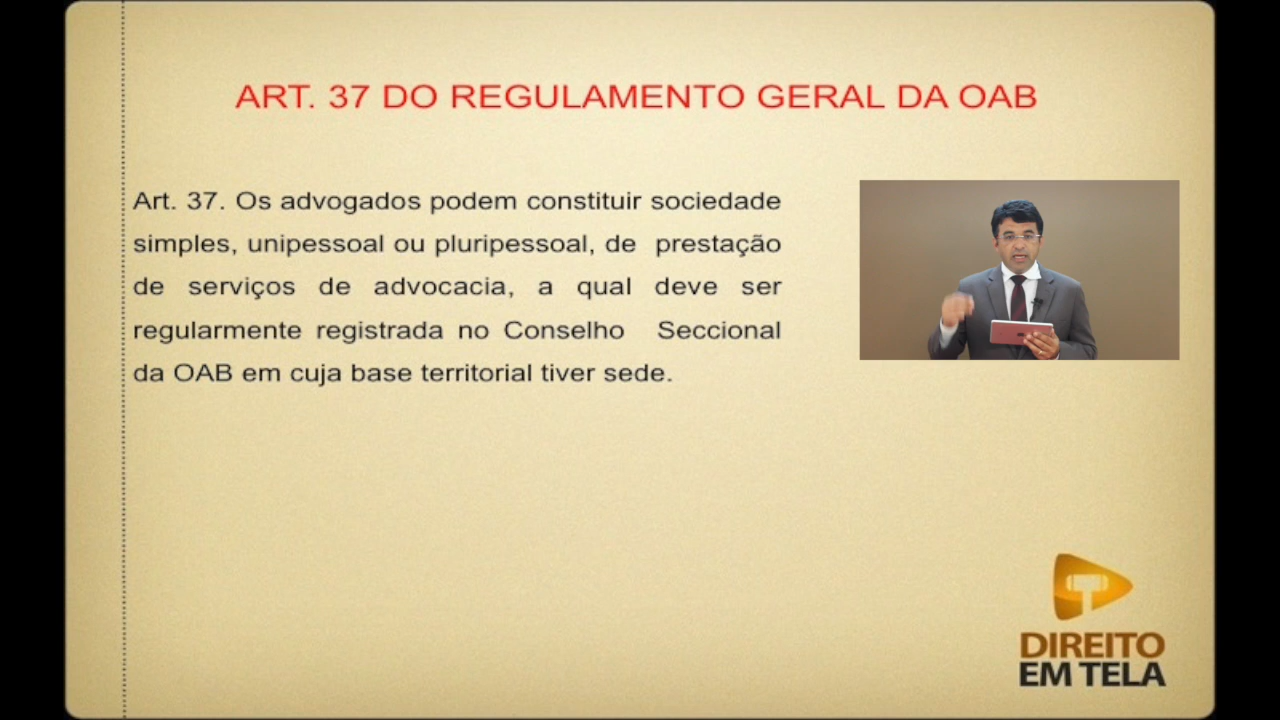 ART. 37 DO REGULAMENTO GERAL DA OAB
Art. 37. Os advogados podem constituir sociedade
simples, unipessoal ou pluripessoal, de prestação
de serviços de advocacia, a qual deve ser
regularmente registrada no Conselho Seccional
da OAB em cuja base territorial tiver sede.
DIREITO
EM TELA